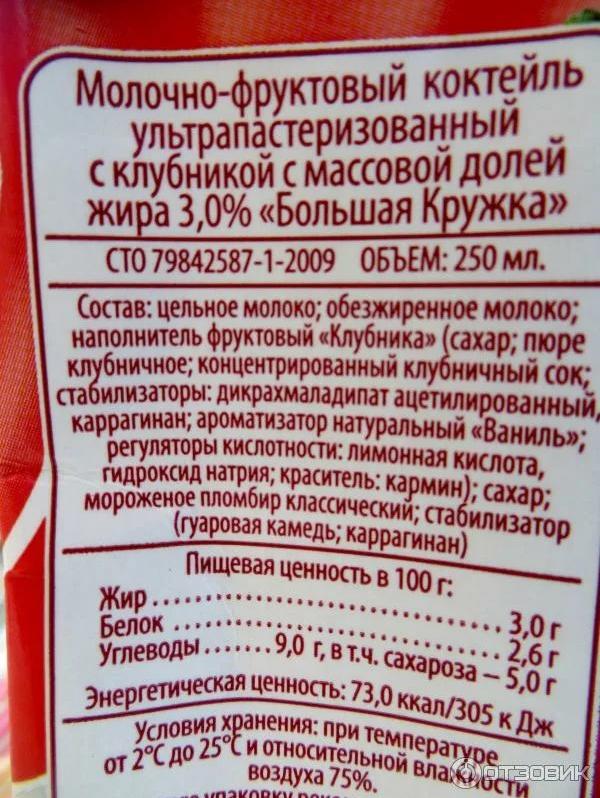 Молочно-фруктовый коктейль
ультрапастеризованный
с клубникой с массовой долей
жира 3,0% «Большая Кружка»
СТО 79842587-1-2009 ОБЪЕМ: 250 мл.
Состав: цельное молоко; обезжиренное молоко;
наполнитель фруктовый «Клубника» (сахар; пюре
клубничное; концентрированный клубничный сок;
стабилизаторы: дикрахмаладипат ацетилированный,
каррагинан; ароматизатор натуральный «Ваниль»;
регуляторы кислотности: лимонная кислота,
гидроксид натрия; краситель: кармин); сахар;
мороженое пломбир классический; стабилизатор
(гуаровая камедь; каррагинан)
Пищевая ценность в 100 г:
Жир ........................................ 3,0 г
Белок ..................................... 2,6 г
Углеводы .......9,0 г, в т.ч. сахароза – 5,0 г
Энергетическая ценность: 73,0 ккал/305 к Дж
Условия хранения: при температуре
от 2°С до 25°С и относительной влажности
воздуха 75%.
упаковку
ОТЗОВИК